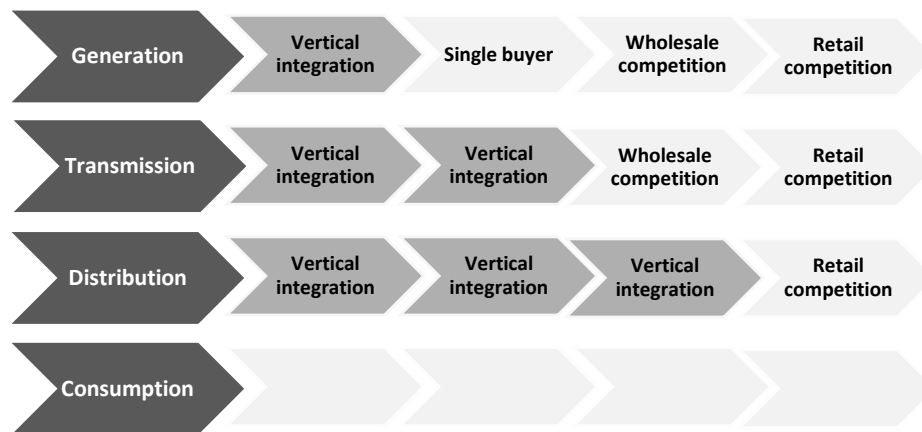 Generation
Vertical
integration
Single buyer
Wholesale
competition
Retail
competition
Transmission
Vertical
integration
Vertical
integration
Wholesale
competition
Retail
competition
Distribution
Vertical
integration
Vertical
integration
Vertical
integration
Retail
competition
Consumption